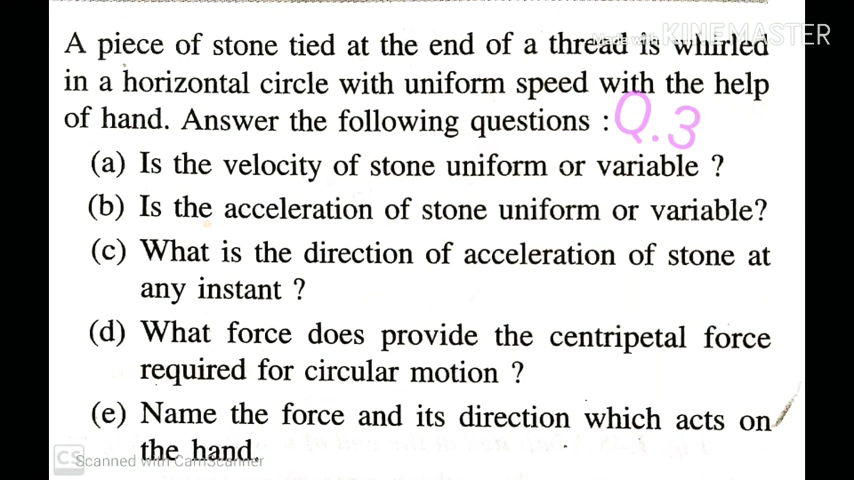 Made with KINEMASTER
A piece of stone tied at the end of a thread is whirled
in a horizontal circle with uniform speed with the help
of hand. Answer the following questions :
Q.3
(a) Is the velocity of stone uniform or variable ?
(b) Is the acceleration of stone uniform or variable?
(c) What is the direction of acceleration of stone at
any instant ?
(d) What force does provide the centripetal force
required for circular motion ?
(e) Name the force and its direction which acts on
the hand.
CS Scanned with CamScanner